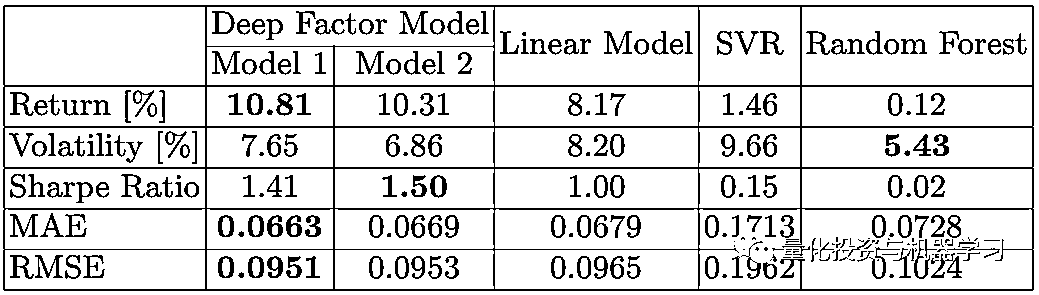 Deep Factor Model
Linear Model SVR Random Forest
Model 1 Model 2
Return [%] 10.81 10.31 8.17 1.46 0.12
Volatility [%] 7.65 6.86 8.20 9.66 5.43
Sharpe Ratio 1.41 1.50 1.00 0.15 0.02
MAE 0.0663 0.0669 0.0679 0.1713 0.0728
RMSE 0.0951 0.0953 0.0965 0.1962 0.1024
量化投资与机器学习